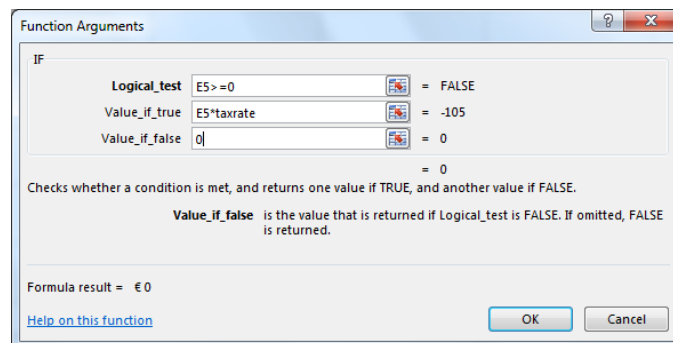 Function Arguments
IF
Logical_test E5>=0 = FALSE
Value_if_true E5*taxrate = -105
Value_if_false 0 = 0
= 0
Checks whether a condition is met, and returns one value if TRUE, and another value if FALSE.
Value_if_false is the value that is returned if Logical_test is FALSE. If omitted, FALSE
is returned.
Formula result = € 0
Help on this function OK Cancel